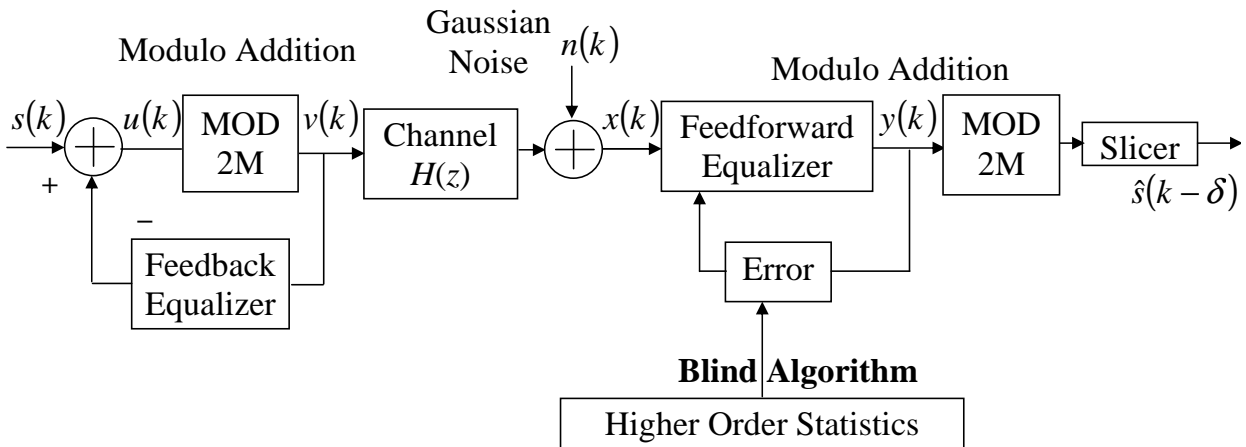 Modulo Addition
Gaussian
Noise
n(k)
Modulo Addition
s(k)
+
u(k)
MOD
2M
v(k)
Channel
H(z)
x(k)
Feedforward
Equalizer
y(k)
MOD
2M
Slicer
ŝ(k − δ)
−
Feedback
Equalizer
Error
Blind Algorithm
Higher Order Statistics